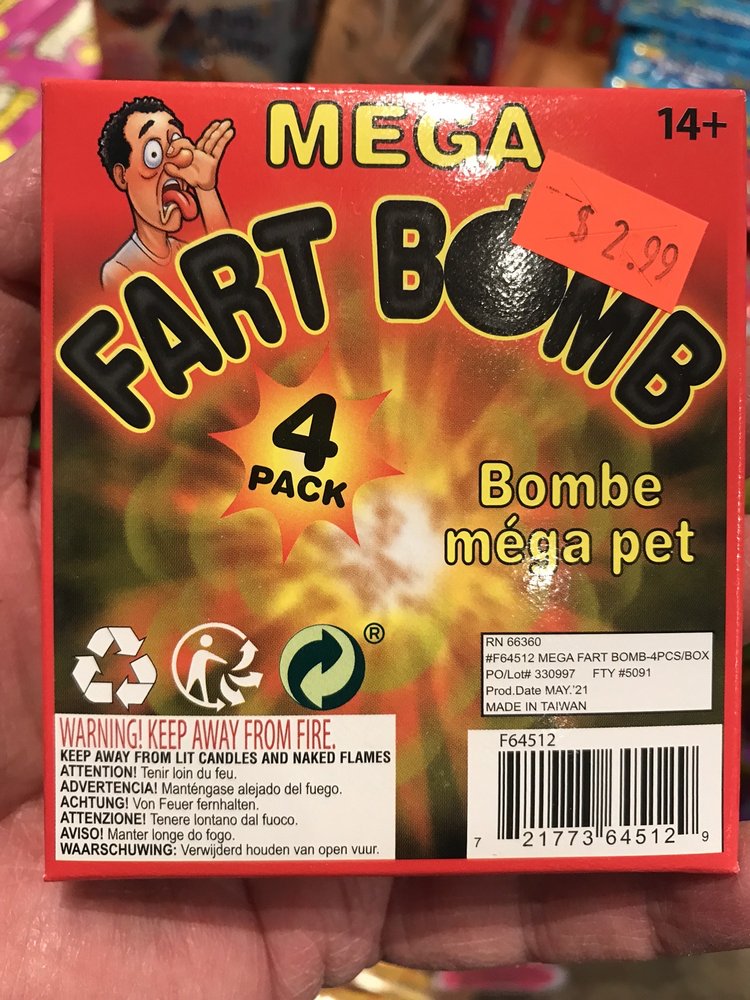 MEGA
14+
$ 2.99
FART BOMB
4
PACK
Bombe
méga pet
®
RN 66360
#F64512 MEGA FART BOMB-4PCS/BOX
PO/Lot# 330997 FTY #5091
Prod.Date MAY.'21
MADE IN TAIWAN
WARNING! KEEP AWAY FROM FIRE.
KEEP AWAY FROM LIT CANDLES AND NAKED FLAMES
ATTENTION! Tenir loin du feu.
ADVERTENCIA! Manténgase alejado del fuego.
ACHTUNG! Von Feuer fernhalten.
ATTENZIONE! Tenere lontano dal fuoco.
AVISO! Manter longe do fogo.
WAARSCHUWING: Verwijderd houden van open vuur.
F64512
7 21773 64512 9